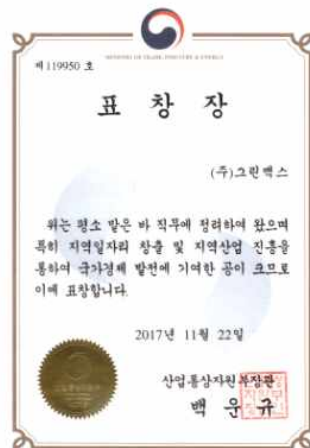 MINISTRY OF TRADE, INDUSTRY & ENERGY
제 119950 호
표 창 장
(주)그린맥스
위는 평소 맡은 바 직무에 정려하여 왔으며
특히 지역일자리 창출 및 지역산업 진흥을
통하여 국가경제 발전에 기여한 공이 크므로
이에 표창합니다.
2017년 11월 22일
산업통상자원부장관
백 운 규